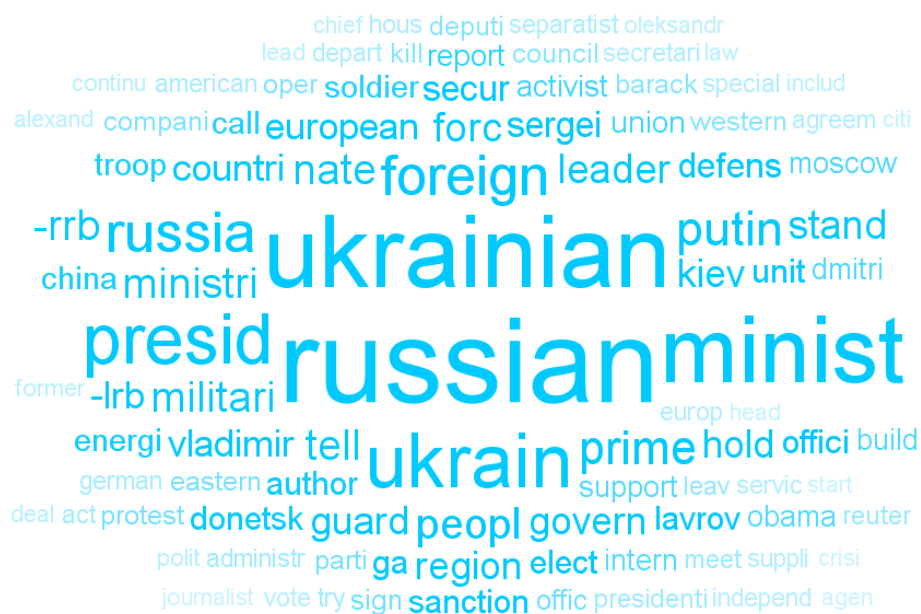 chief hous deputi separatist oleksandr
lead depart kill report council secretari law
continu american oper soldier secur activist barack special includ
alexand compani call european forc sergei union western agreem citi
troop countri nate foreign leader defens moscow
-rrb russia ukrainian putin stand
china ministri kiev unit dmitri
presid russian minist
former -lrb militari europ head
energi vladimir tell ukrain prime hold offici build
german eastern author support leav servic start
deal act protest donetsk guard peopl govern lavrov obama reuter
polit administr parti ga region elect intern meet suppli crisi
journalist vote try sign sanction offic presidenti independ agen